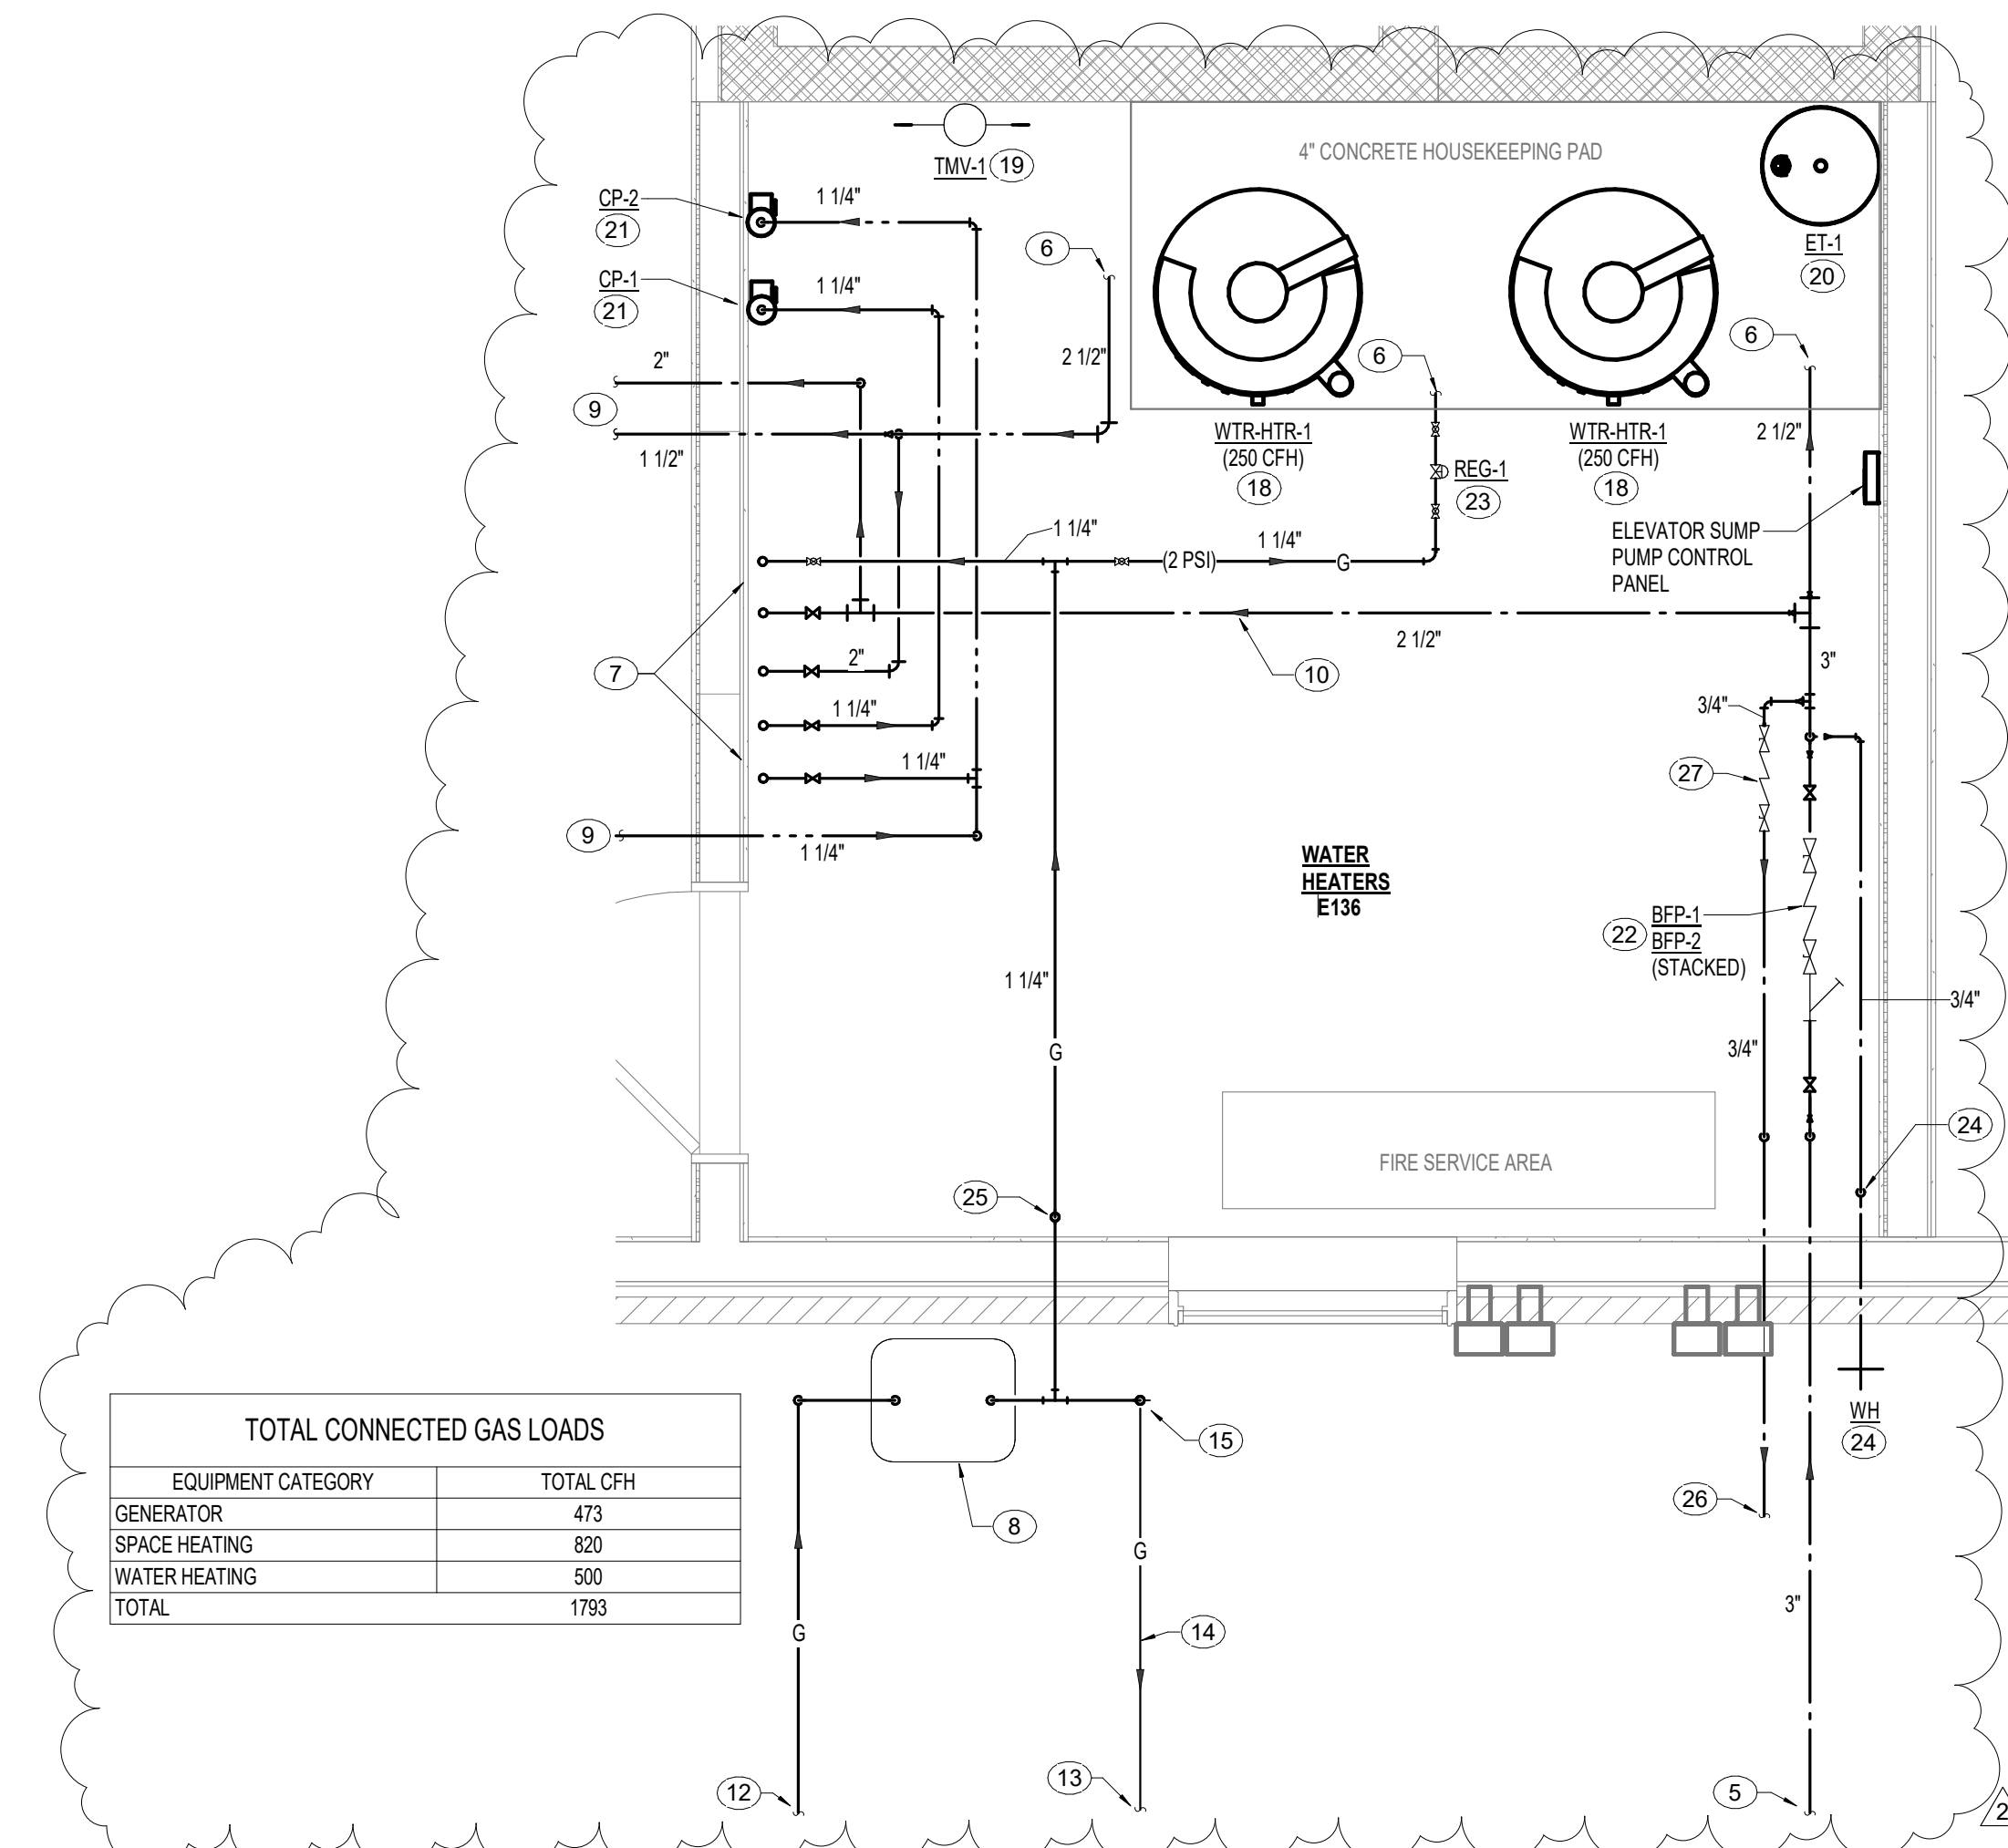 4" CONCRETE HOUSEKEEPING PAD
TMV-1 19
CP-2
21
1 1/4"
6
ET-1
20
CP-1
21
1 1/4"
2"
2 1/2"
6
6
9
1 1/2"
WTR-HTR-1
(250 CFH)
18
WTR-HTR-1
(250 CFH)
18
2 1/2"
REG-1
23
1 1/4"
(2 PSI)
1 1/4"
G
ELEVATOR SUMP
PUMP CONTROL
PANEL
7
2"
10
2 1/2"
3"
1 1/4"
3/4"
1 1/4"
27
9
1 1/4"
WATER
HEATERS
E136
22
BFP-1
BFP-2
(STACKED)
1 1/4"
3/4"
G
3/4"
24
FIRE SERVICE AREA
25
TOTAL CONNECTED GAS LOADS
EQUIPMENT CATEGORY TOTAL CFH
GENERATOR 473
SPACE HEATING 820
WATER HEATING 500
TOTAL 1793
15
WH
24
8
26
G
G
3"
14
12
13
5
2